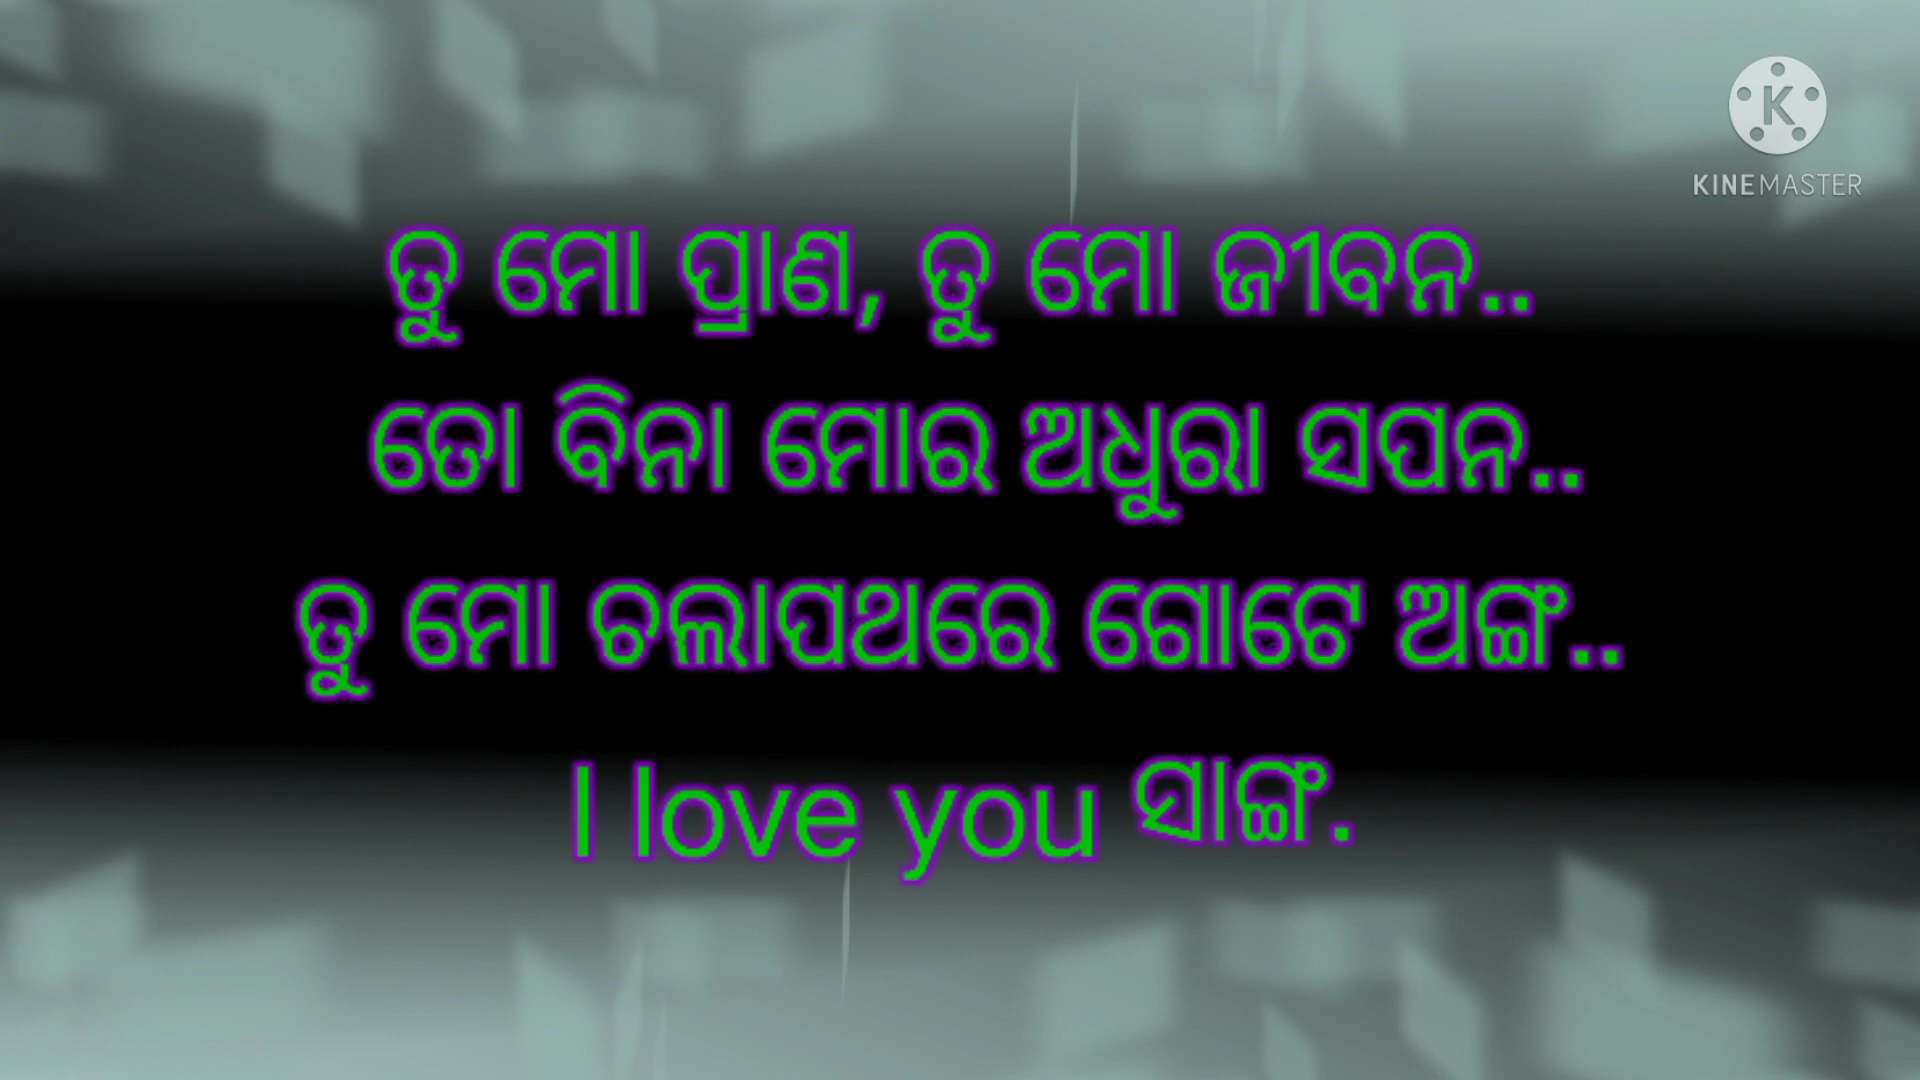 KINEMASTER
ତୁ ମୋ ପ୍ରାଣ, ତୁ ମୋ ଜୀବନ..
ତୋ ବିନା ମୋର ଅଧୁରା ସପନ..
ତୁ ମୋ ଚଲାପଥରେ ଗୋଟେ ଅଙ୍ଗ..
I love you ସାଙ୍ଗ.